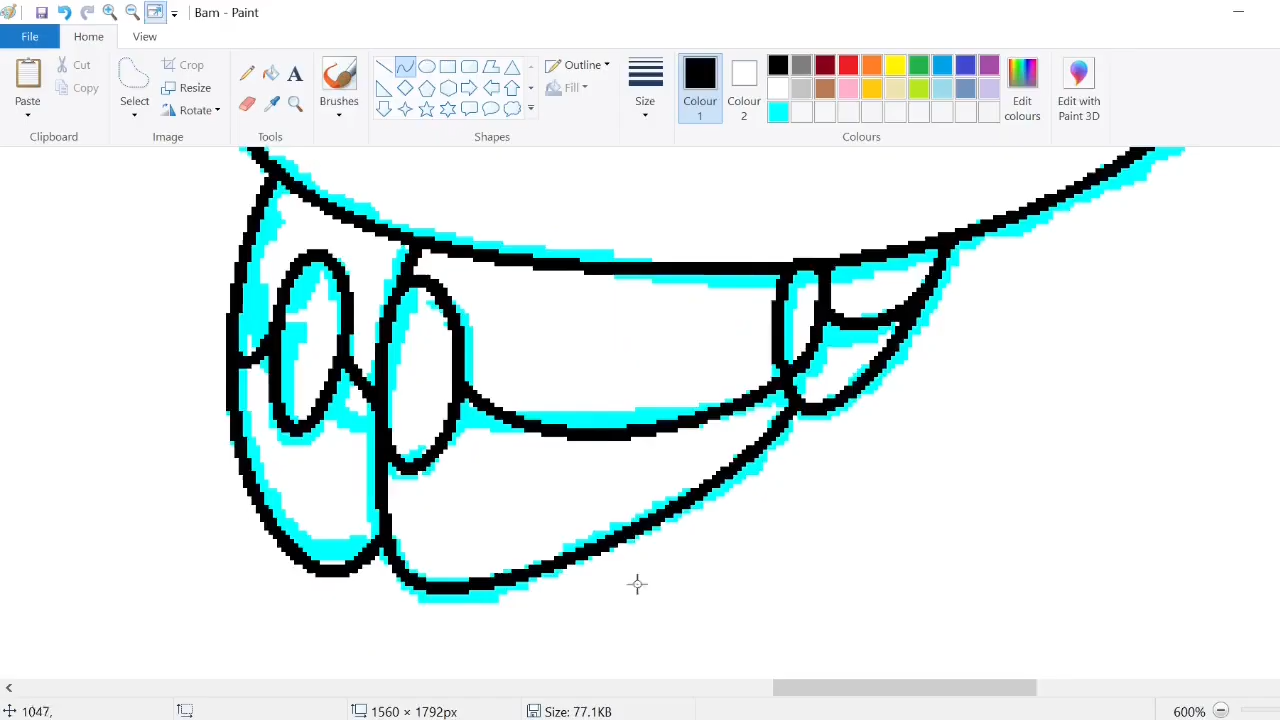 Bam - Paint
File Home View
Paste
Cut
Copy
Clipboard
Select
Crop
Resize
Rotate
Image
Tools
Brushes
Shapes
Outline
Fill
Size
Colour 1
Colour 2
Edit colours
Colours
Edit with Paint 3D
1047,
1560 × 1792px
Size: 77.1KB
600%